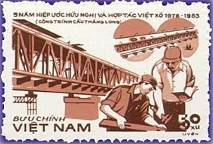 5 NĂM HIỆP ƯỚC HỮU NGHỊ VÀ HỢP TÁC VIỆT XÔ 1978-1983
(CÔNG TRÌNH CẦU THĂNG LONG)
BƯU CHÍNH
VIỆT NAM
50
XU